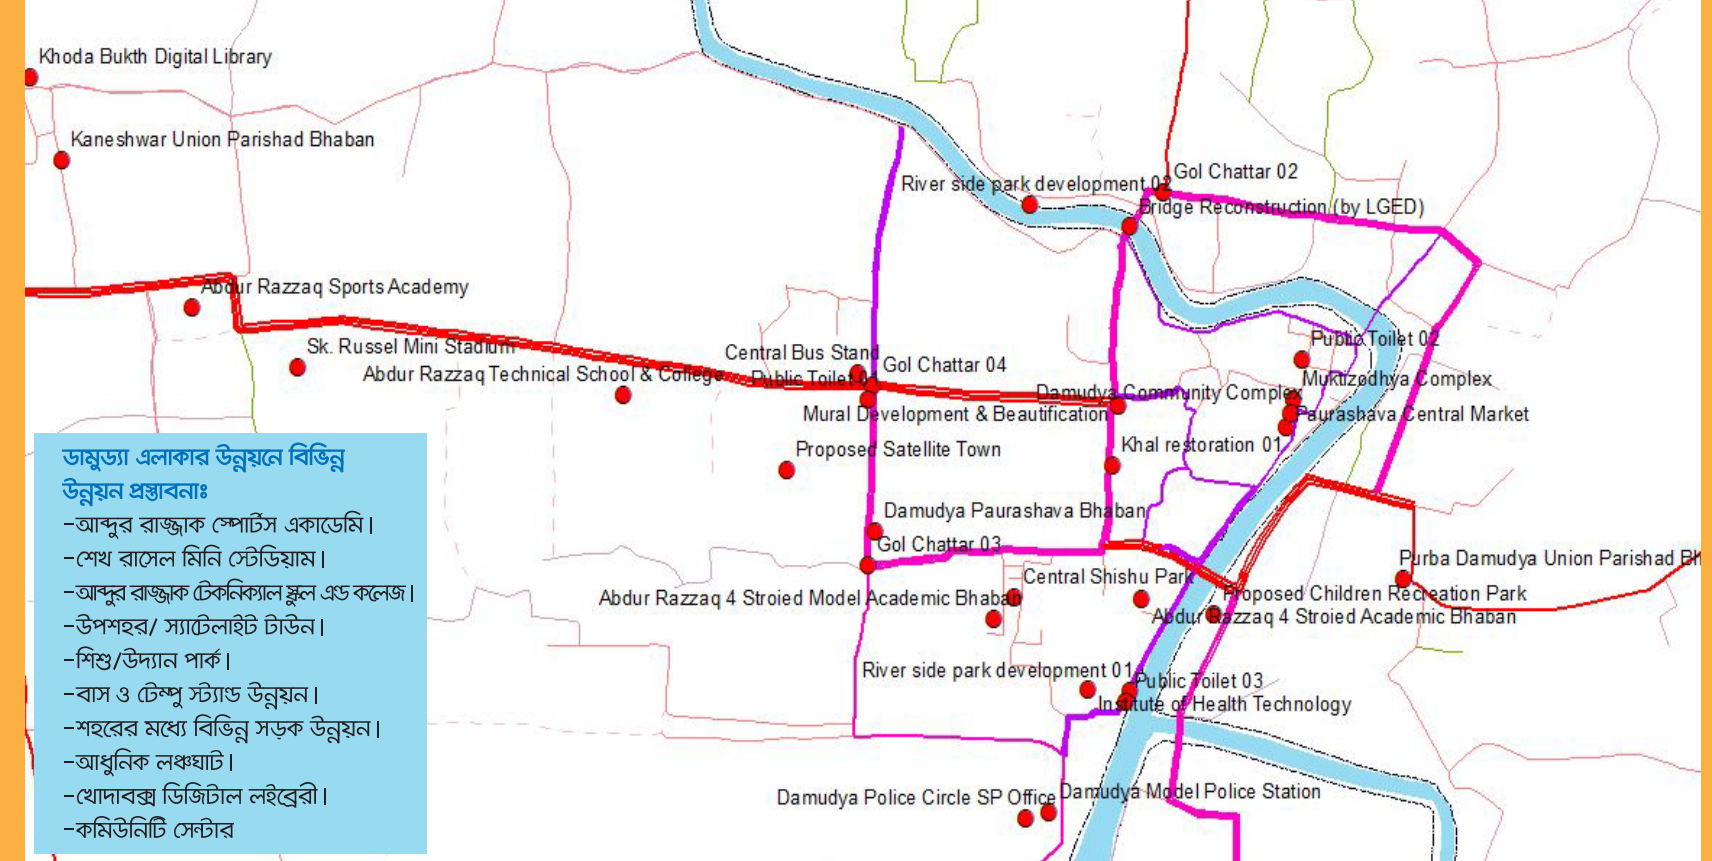 Khoda Bukth Digital Library
Kaneshwar Union Parishad Bhaban
Gol Chattar 02
River side park development 02
Bridge Reconstruction (by LGED)
Abdur Razzaq Sports Academy
Sk. Russel Mini Stadium
Public Toilet 02
Central Bus Stand
Gol Chattar 04
Abdur Razzaq Technical School & College
Public Toilet 01
Muktizodhya Complex
Damudya Community Complex
Mural Development & Beautification
Paurashava Central Market
Khal restoration 01
Proposed Satellite Town
ডামুড্যা এলাকার উন্নয়নে বিভিন্ন
উন্নয়ন প্রস্তাবনাঃ
-আব্দুর রাজ্জাক স্পোর্টস একাডেমি।
-শেখ রাসেল মিনি স্টেডিয়াম।
-আব্দুর রাজ্জাক টেকনিক্যাল স্কুল এন্ড কলেজ।
-উপশহর/ স্যাটেলাইট টাউন।
-শিশু/উদ্যান পার্ক।
-বাস ও টেম্পু স্ট্যান্ড উন্নয়ন।
-শহরের মধ্যে বিভিন্ন সড়ক উন্নয়ন।
-আধুনিক লঞ্চঘাট।
-খোদাবক্স ডিজিটাল লইব্রেরী।
-কমিউনিটি সেন্টার
Damudya Paurashava Bhaban
Gol Chattar 03
Purba Damudya Union Parishad
Central Shishu Park
Proposed Children Recreation Park
Abdur Razzaq 4 Stroied Model Academic Bhaban
Abdur Razzaq 4 Stroied Academic Bhaban
River side park development 01
Public Toilet 03
Institute of Health Technology
Damudya Police Circle SP Office
Damudya Model Police Station